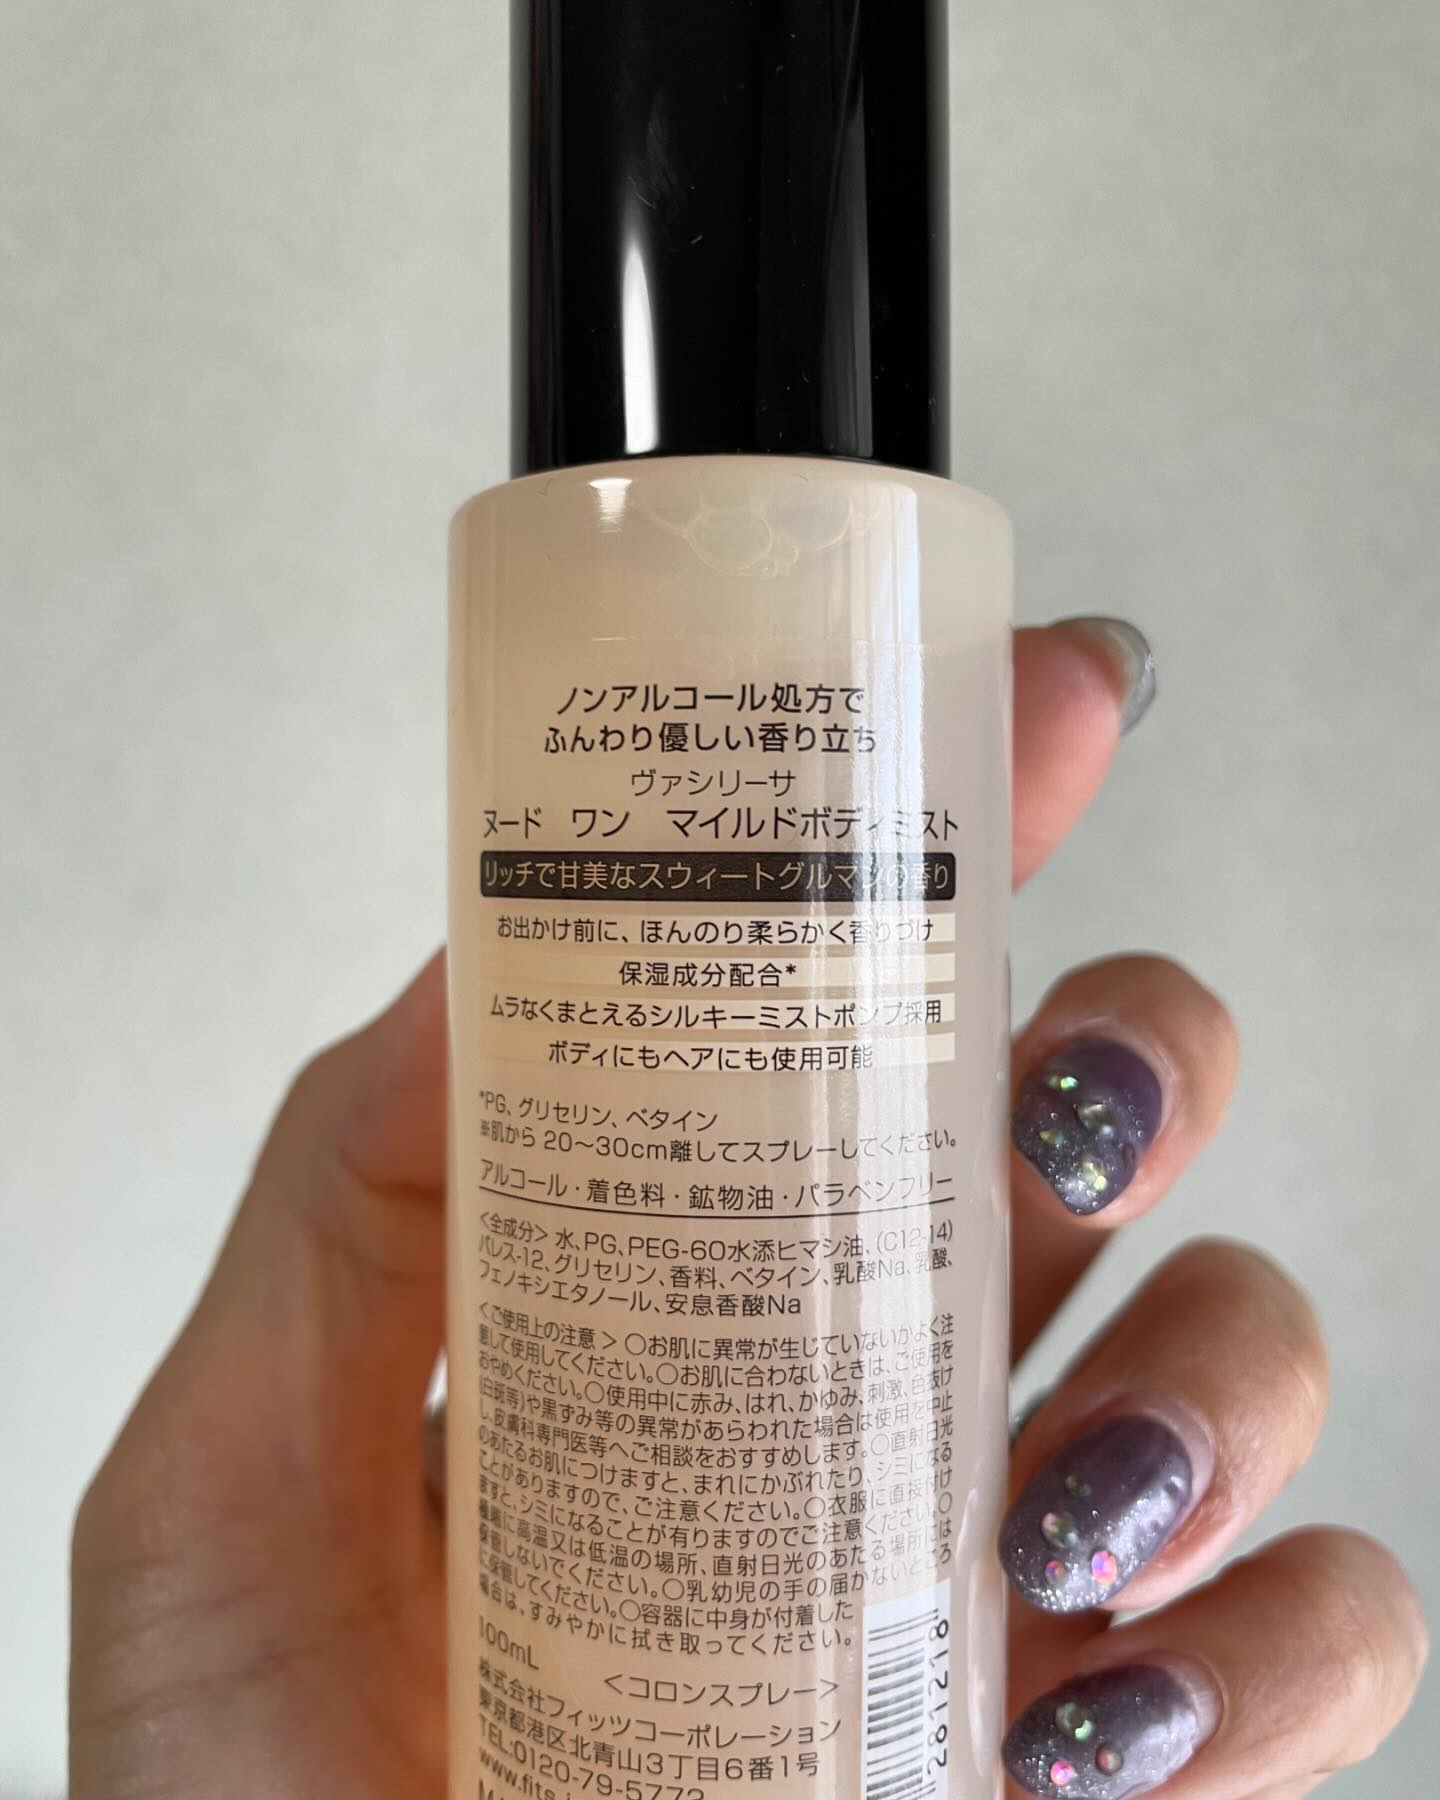 ノンアルコール処方で
ふんわり優しい香り立ち
ヴァシリーサ
ヌード ワン マイルドボディミスト
リッチで甘美なスウィートグルマンの香り
お出かけ前に、ほんのり柔らかく香りづけ
保湿成分配合*
ムラなくまとえるシルキーミストポンプ採用
ボディにもヘアにも使用可能
*PG、グリセリン、ベタイン
※肌から 20～30cm離してスプレーしてください。
アルコール・着色料・鉱物油・パラベンフリー
<全成分> 水、PG、PEG-60水添ヒマシ油、(C12-14)
パレス-12、グリセリン、香料、ベタイン、乳酸Na、乳酸、
フェノキシエタノール、安息香酸Na
<ご使用上の注意> ○お肌に異常が生じていないかよく注
意して使用してください。○お肌に合わないときは、ご使用を
おやめください。○使用中に赤み、はれ、かゆみ、刺激、色抜け
(白斑等)や黒ずみ等の異常があらわれた場合は使用を中止
し、皮膚科専門医等へご相談をおすすめします。○直射日光
のあたるお肌につけますと、まれにかぶれたり、シミになる
ことがありますので、ご注意ください。○衣服に直接付け
ますと、シミになることが有りますのでご注意ください。○
極端に高温又は低温の場所、直射日光のあたる場所には
保管しないでください。○乳幼児の手の届かないところ
に保管してください。○容器に中身が付着した
場合は、すみやかに拭き取ってください。
100mL
<コロンスプレー>
株式会社フィッツコーポレーション
東京都港区北青山3丁目6番1号
TEL:0120-79-5772
www.fits.
281218